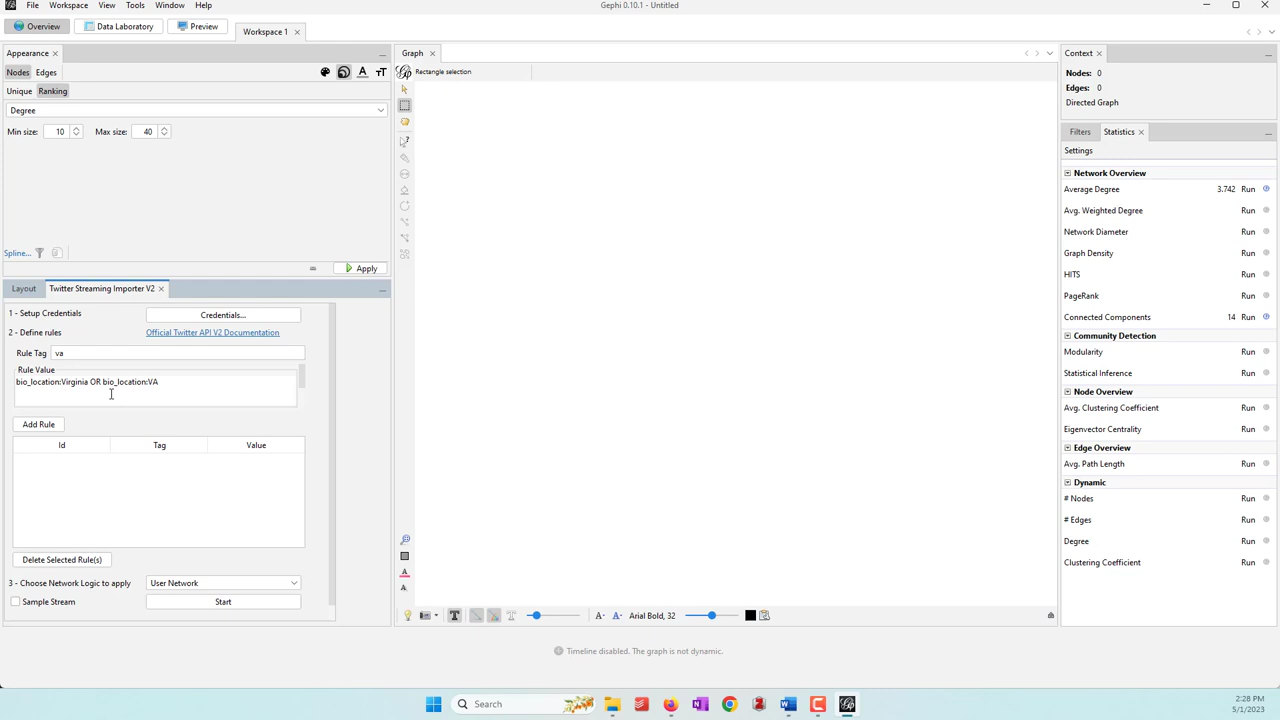 Gp File Workspace View Tools Window Help Gephi 0.10.1 - Untitled
Overview Data Laboratory Preview Workspace 1
Appearance
Nodes Edges
Unique Ranking
Degree
Min size: 10 Max size: 40
Spline...
Apply
Layout Twitter Streaming Importer V2
1 - Setup Credentials Credentials...
2 - Define rules Official Twitter API V2 Documentation
Rule Tag va
Rule Value
bio_location:Virginia OR bio_location:VA
Add Rule
Id Tag Value
Delete Selected Rule(s)
3 - Choose Network Logic to apply User Network
Sample Stream Start
Graph
Rectangle selection
Arial Bold, 32
Timeline disabled. The graph is not dynamic.
Context
Nodes: 0
Edges: 0
Directed Graph
Filters Statistics
Settings
Network Overview
Average Degree 3.742 Run
Avg. Weighted Degree Run
Network Diameter Run
Graph Density Run
HITS Run
PageRank Run
Connected Components 14 Run
Community Detection
Modularity Run
Statistical Inference Run
Node Overview
Avg. Clustering Coefficient Run
Eigenvector Centrality Run
Edge Overview
Avg. Path Length Run
Dynamic
# Nodes Run
# Edges Run
Degree Run
Clustering Coefficient Run
Search
2:28 PM
5/1/2023